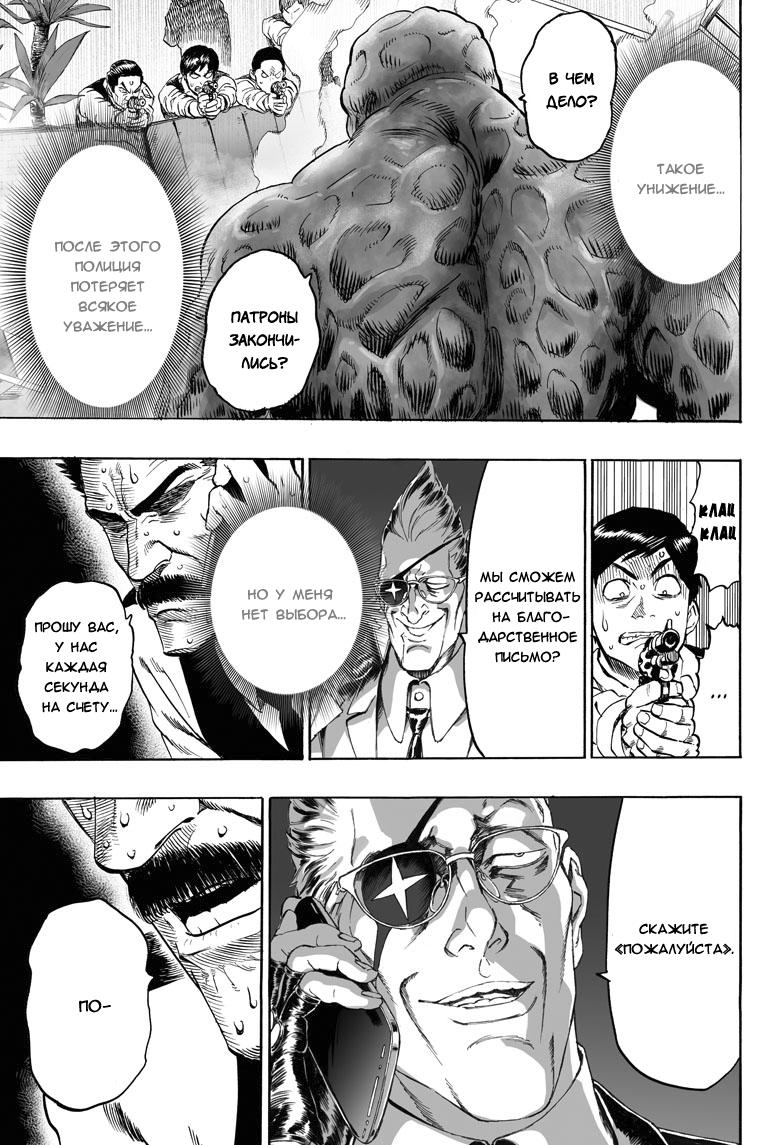 В ЧЕМ
ДЕЛО?
ТАКОЕ
УНИЖЕНИЕ...
ПОСЛЕ ЭТОГО
ПОЛИЦИЯ
ПОТЕРЯЕТ
ВСЯКОЕ
УВАЖЕНИЕ...
ПАТРОНЫ
ЗАКОНЧИ-
ЛИСЬ?
КЛАЦ
КЛАЦ
...
МЫ СМОЖЕМ
РАССЧИТЫВАТЬ
НА БЛАГО-
ДАРСТВЕННОЕ
ПИСЬМО?
НО У МЕНЯ
НЕТ ВЫБОРА...
ПРОШУ ВАС,
У НАС
КАЖДАЯ
СЕКУНДА
НА СЧЕТУ...
СКАЖИТЕ
«ПОЖАЛУЙСТА».
ПО-